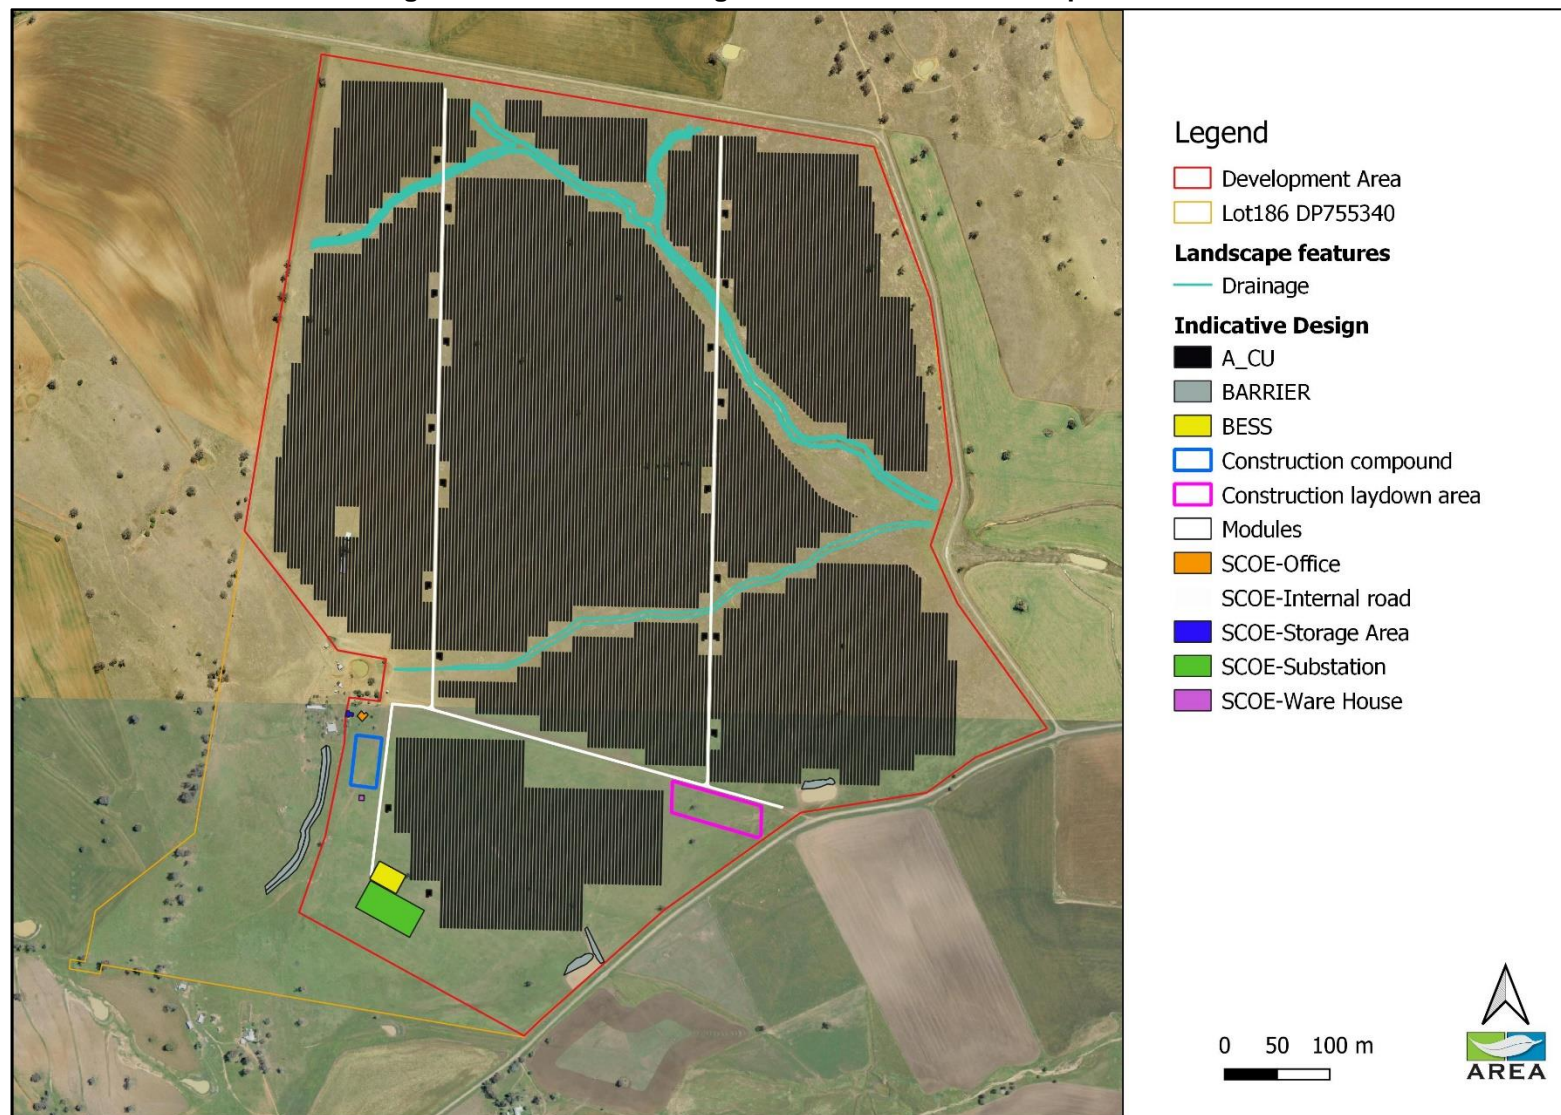 Legend
Development Area
Lot186 DP755340
Landscape features
Drainage
Indicative Design
A_CU
BARRIER
BESS
Construction compound
Construction laydown area
Modules
SCOE-Office
SCOE-Internal road
SCOE-Storage Area
SCOE-Substation
SCOE-Ware House
0 50 100 m
AREA